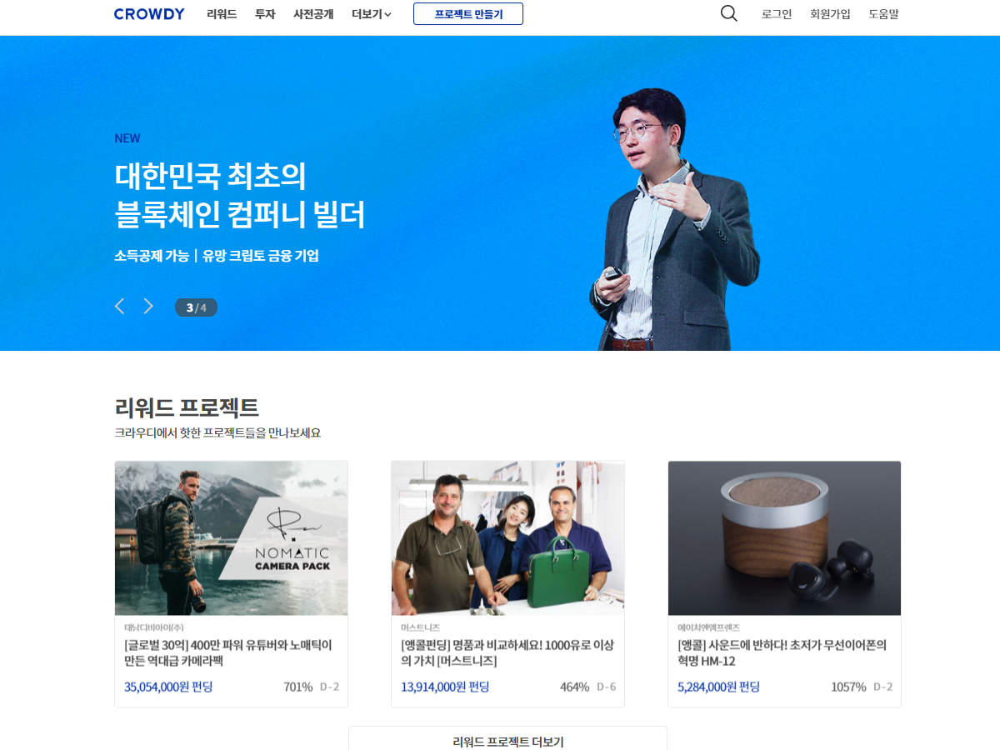 CROWDY 리워드 투자 사전공개 더보기 프로젝트 만들기 로그인 회원가입 도움말
NEW
대한민국 최초의
블록체인 컴퍼니 빌더
소득공제 가능 | 유망 크립토 금융 기업
3/4
리워드 프로젝트
크라우디에서 핫한 프로젝트들을 만나보세요
NOMATIC
CAMERA PACK
태남디비아이(주)
[글로벌 30억] 400만 파워 유튜버와 노매틱이
만든 역대급 카메라팩
35,054,000원 펀딩 701% D-2
머스트니즈
[앵콜펀딩] 명품과 비교하세요! 1000유로 이상
의 가치 [머스트니즈]
13,914,000원 펀딩 464% D-6
에이치앤엠프렌즈
[앵콜] 사운드에 반하다! 초저가 무선이어폰의
혁명 HM-12
5,284,000원 펀딩 1057% D-2
리워드 프로젝트 더보기